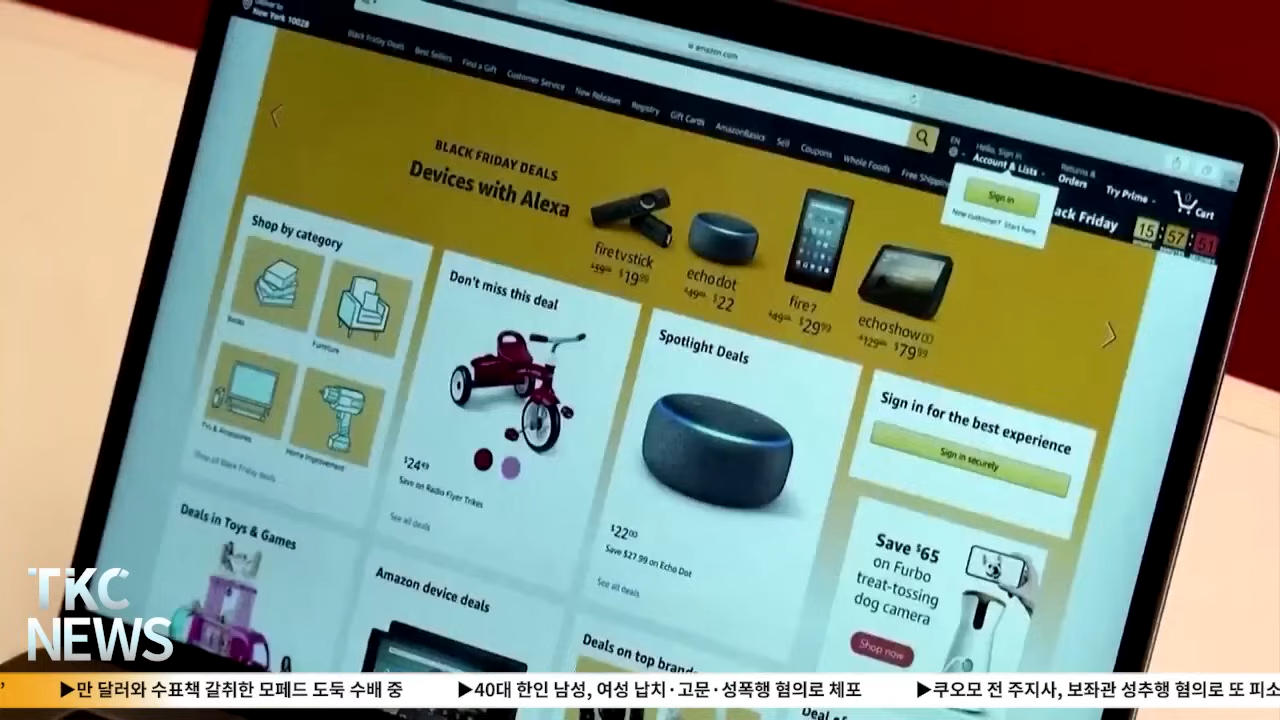 Deliver to
New York 10028
amazon.com
Black Friday Deals Best Sellers Find a Gift Customer Service New Releases Registry Gift Cards AmazonBasics Sell Coupons Whole Foods Free Shipping
EN
Hello, Sign in
Account & Lists
Returns &
Orders
Try Prime
0
Cart
Sign in
New customer? Start here
ack Friday
15 : 57 : 51
BLACK FRIDAY DEALS
Devices with Alexa
fire tv stick
$39.99 $19.99
echo dot
$49.99 $22
fire 7
$49.99 $29.99
echo show
$129.99 $79.99
Shop by category
Books
Furniture
TVs & Accessories
Home Improvement
Shop all Black Friday deals
Don't miss this deal
$24.49
Save on Radio Flyer Trikes
See all deals
Spotlight Deals
$22.00
Save $27.99 on Echo Dot
See all deals
Sign in for the best experience
Sign in securely
Save $65
on Furbo
treat-tossing
dog camera
Shop now
Deals in Toys & Games
Amazon device deals
Deals on top brand
Deal of
TKC
NEWS
’ ▶만 달러와 수표책 갈취한 모페드 도둑 수배 중 ▶40대 한인 남성, 여성 납치·고문·성폭행 혐의로 체포 ▶쿠오모 전 주지사, 보좌관 성추행 혐의로 또 피소